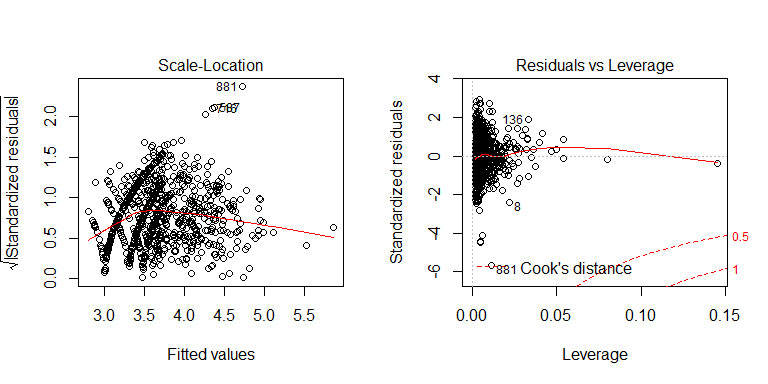 Scale-Location
√|Standardized residuals|
0.0 0.5 1.0 1.5 2.0
881
3.0 3.5 4.0 4.5 5.0 5.5
Fitted values
Residuals vs Leverage
Standardized residuals
4 2 0 -2 -4 -6
136
8
881
Cook's distance
0.5
1
0.00 0.05 0.10 0.15
Leverage